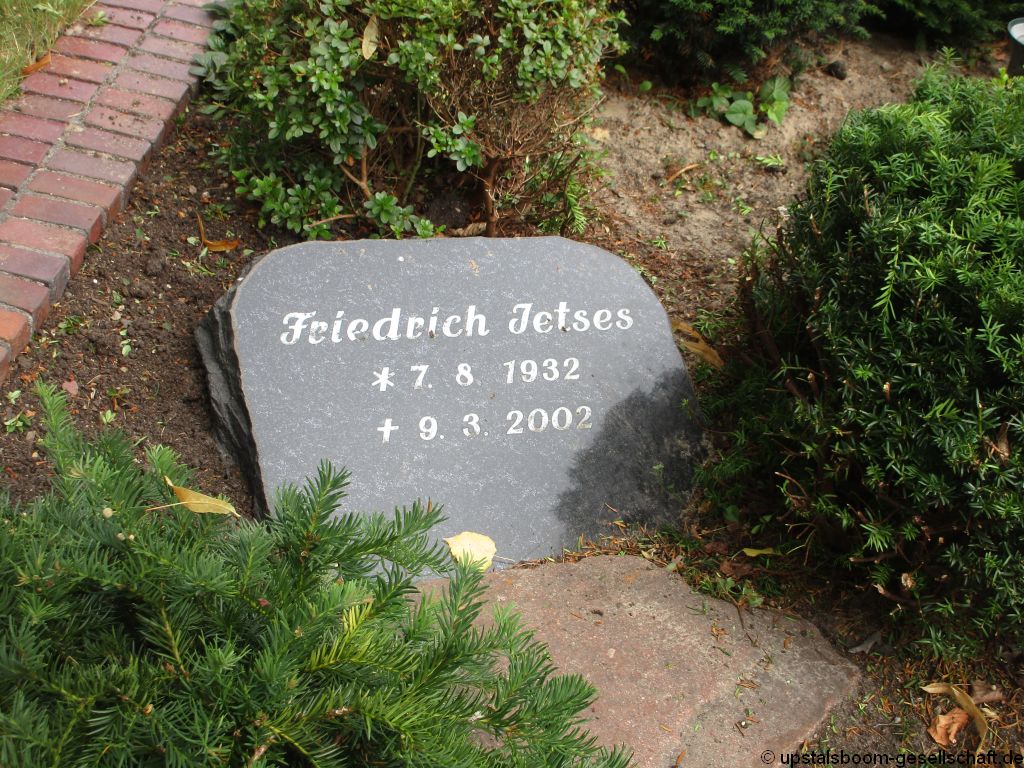 Friedrich Jetses
* 7. 8. 1932
† 9. 3. 2002
© upstalsboom-gesellschaft.de